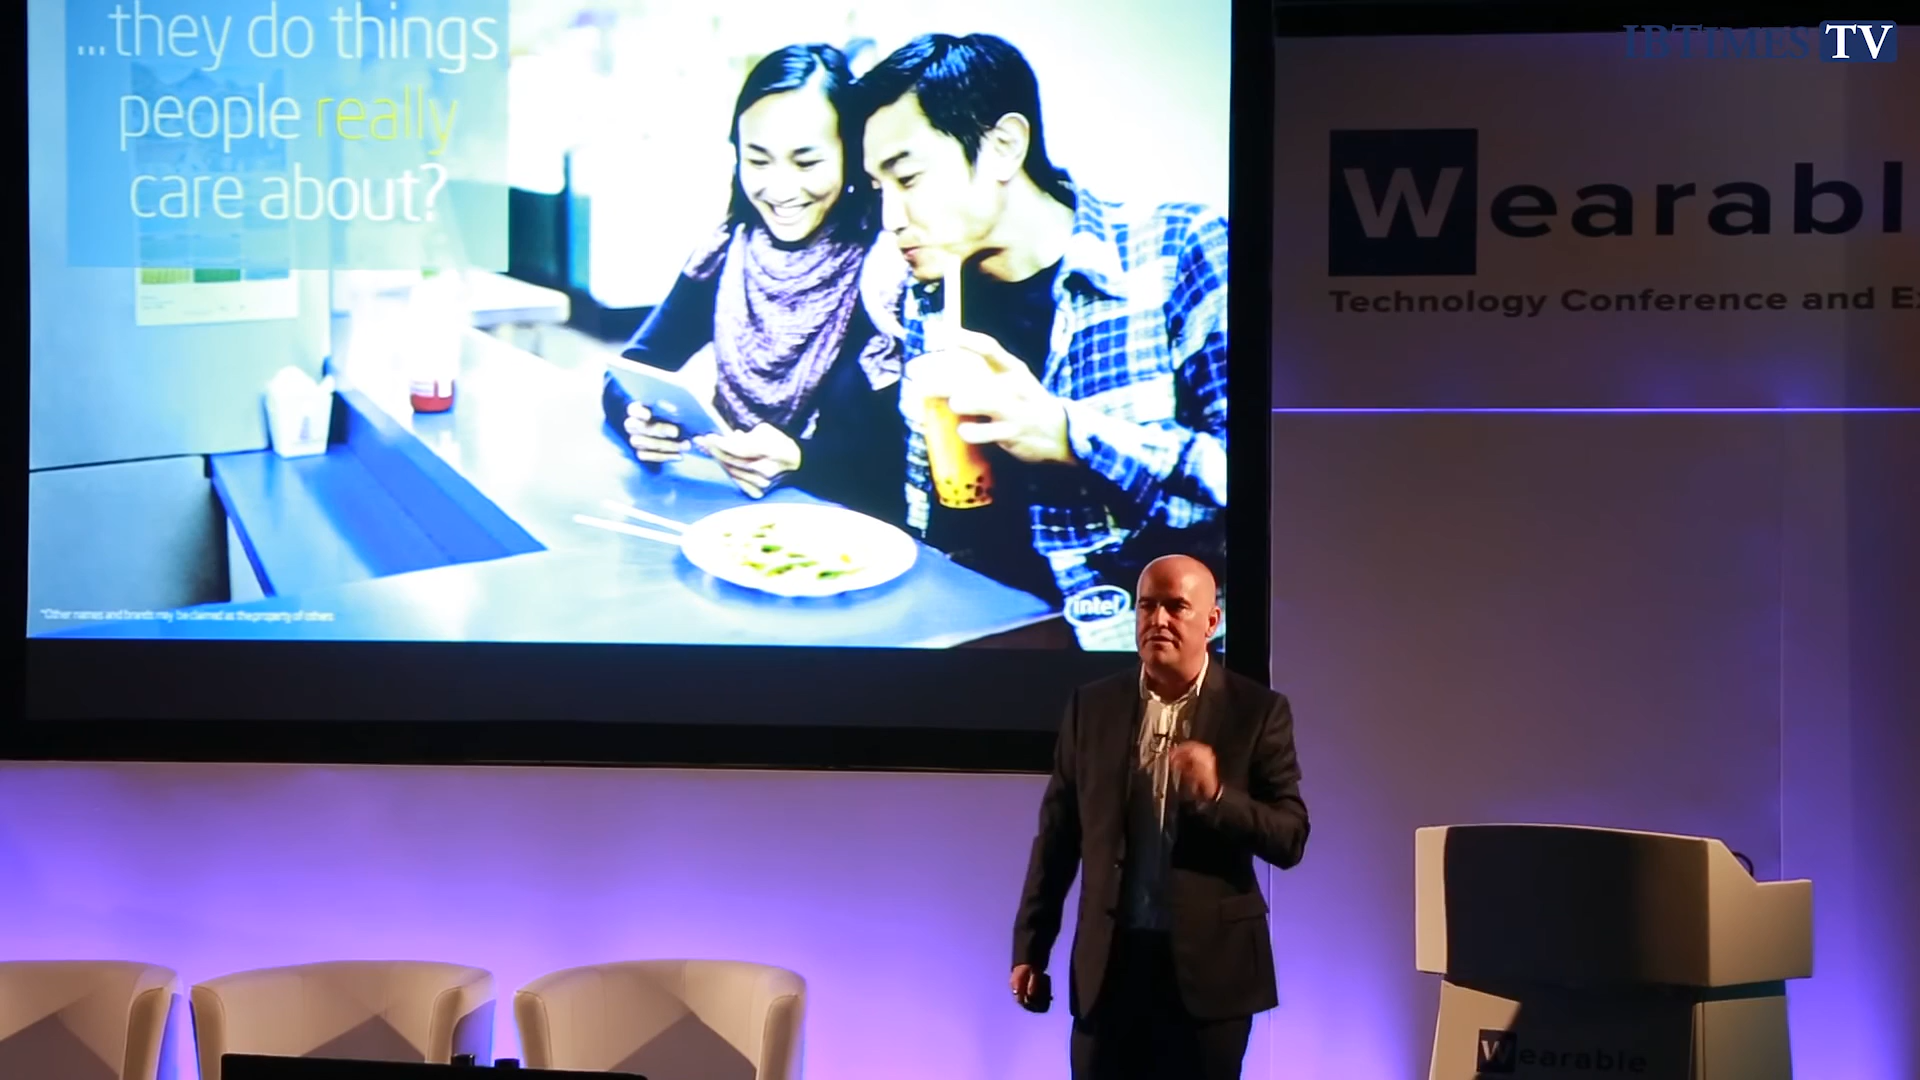 ...they do things
people really
care about?
*Other names and brands may be claimed as the property of others
intel
IBTIMES TV
Wearabl
Technology Conference and E
Wearable